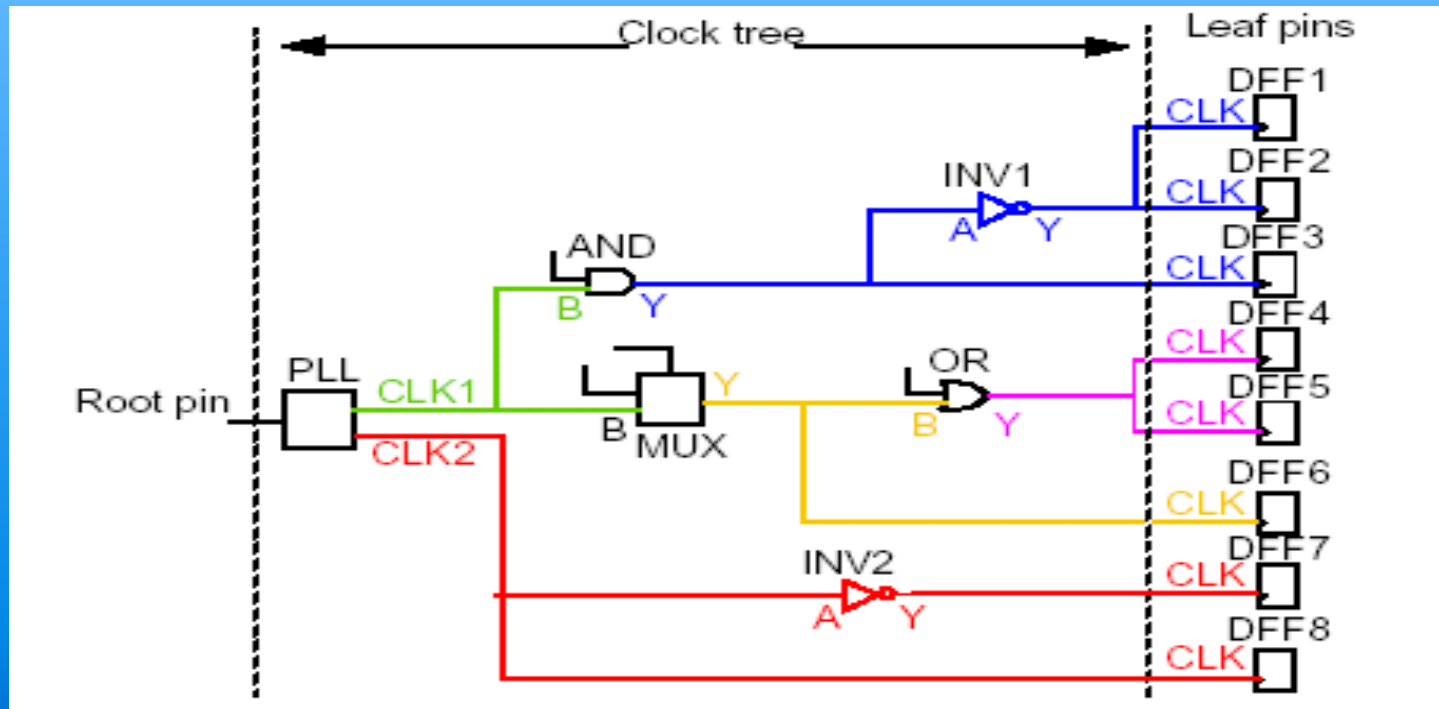 Clock tree
Leaf pins
DFF1
CLK
DFF2
CLK
INV1
A
Y
DFF3
CLK
AND
B
Y
DFF4
CLK
PLL
Root pin
CLK1
CLK2
Y
B
MUX
OR
B
Y
DFF5
CLK
DFF6
CLK
INV2
A
Y
DFF7
CLK
DFF8
CLK